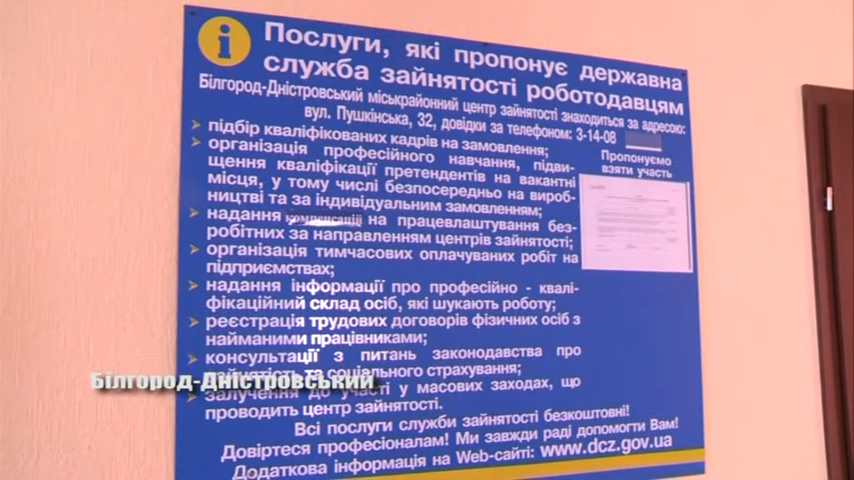 i
Послуги, які пропонує державна
служба зайнятості роботодавцям
Білгород-Дністровський міськрайонний центр зайнятості знаходиться за адресою:
вул. Пушкінська, 32, довідки за телефоном: 3-14-08
підбір кваліфікованих кадрів на замовлення;
організація професійного навчання, підви-
щення кваліфікації претендентів на вакантні
місця, у тому числі безпосередньо на вироб-
ництві та за індивідуальним замовленням;
надання компенсацій на працевлаштування без-
робітних за направленням центрів зайнятості;
організація тимчасових оплачуваних робіт на
підприємствах;
надання інформації про професійно - квалі-
фікаційний склад осіб, які шукають роботу;
реєстрація трудових договорів фізичних осіб з
найманими працівниками;
консультації з питань законодавства про
зайнятість та соціального страхування;
залучення до участі у масових заходах, що
проводить центр зайнятості.
Пропонуємо
взяти участь
Всі послуги служби зайнятості безкоштовні!
Довіртеся професіоналам! Ми завжди раді допомогти Вам!
Додаткова інформація на Web-сайті: www.dcz.gov.ua
Білгород-Дністровський